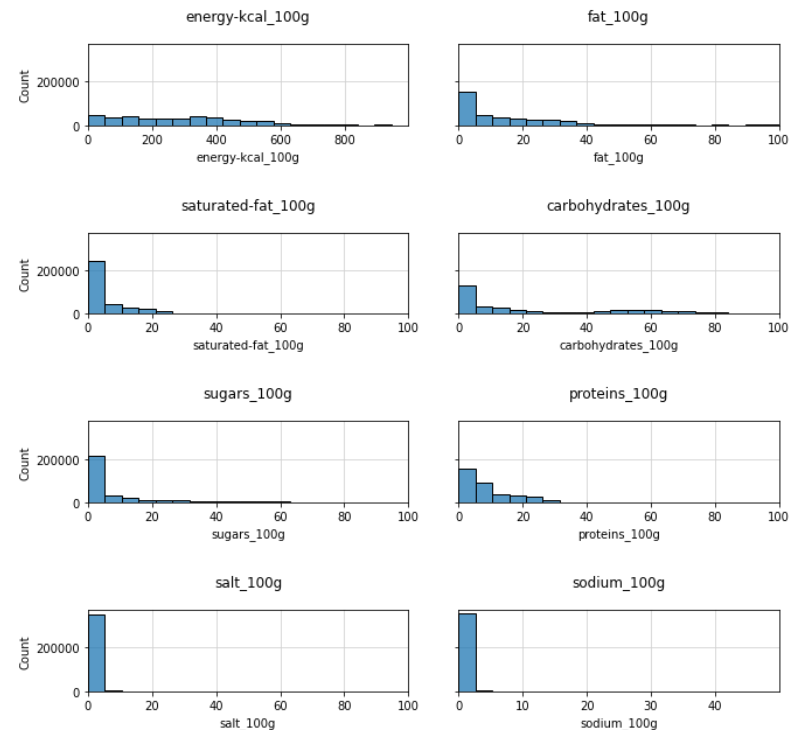 energy-kcal_100g
fat_100g
Count
200000
0
0 200 400 600 800
0 20 40 60 80 100
energy-kcal_100g
fat_100g
saturated-fat_100g
carbohydrates_100g
Count
200000
0
0 20 40 60 80 100
0 20 40 60 80 100
saturated-fat_100g
carbohydrates_100g
sugars_100g
proteins_100g
Count
200000
0
0 20 40 60 80 100
0 20 40 60 80 100
sugars_100g
proteins_100g
salt_100g
sodium_100g
Count
200000
0
0 20 40 60 80 100
0 10 20 30 40
salt_100g
sodium_100g